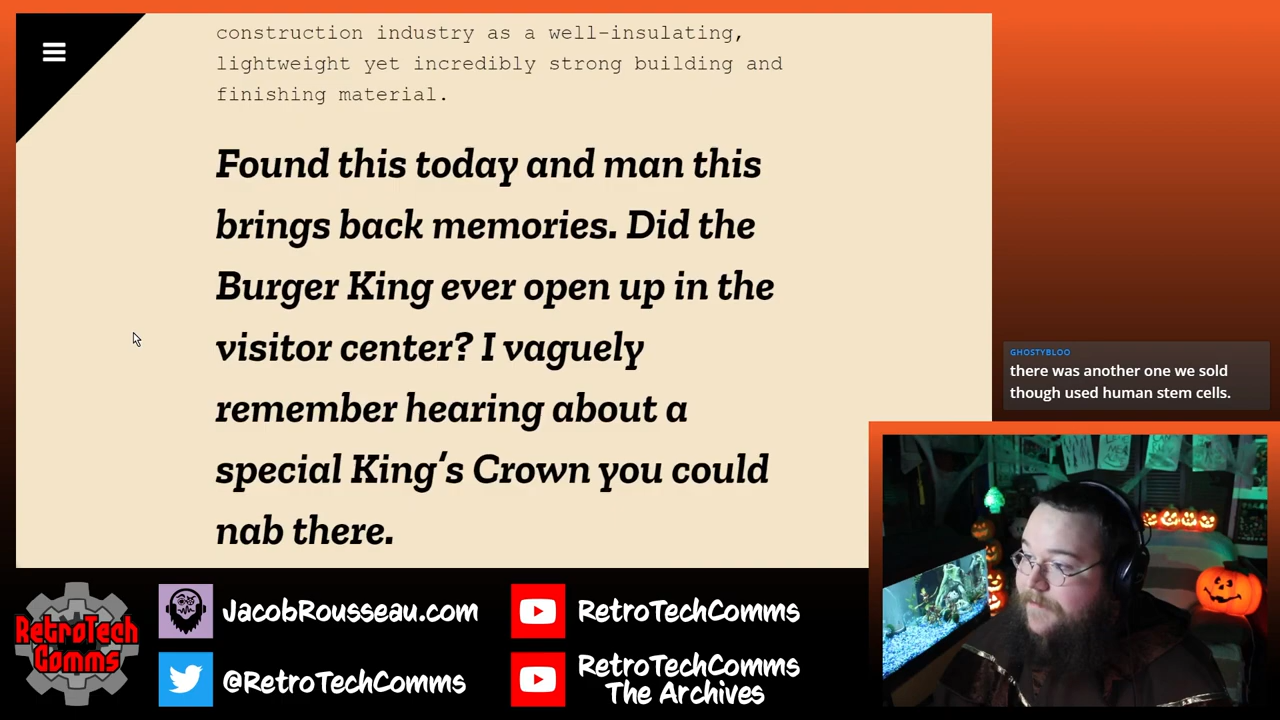 construction industry as a well-insulating,
lightweight yet incredibly strong building and
finishing material.
Found this today and man this
brings back memories. Did the
Burger King ever open up in the
visitor center? I vaguely
remember hearing about a
special King's Crown you could
nab there.
GHOSTYBLOO
there was another one we sold
though used human stem cells.
RetroTech
Comms
JacobRousseau.com
@RetroTechComms
RetroTechComms
RetroTechComms
The Archives